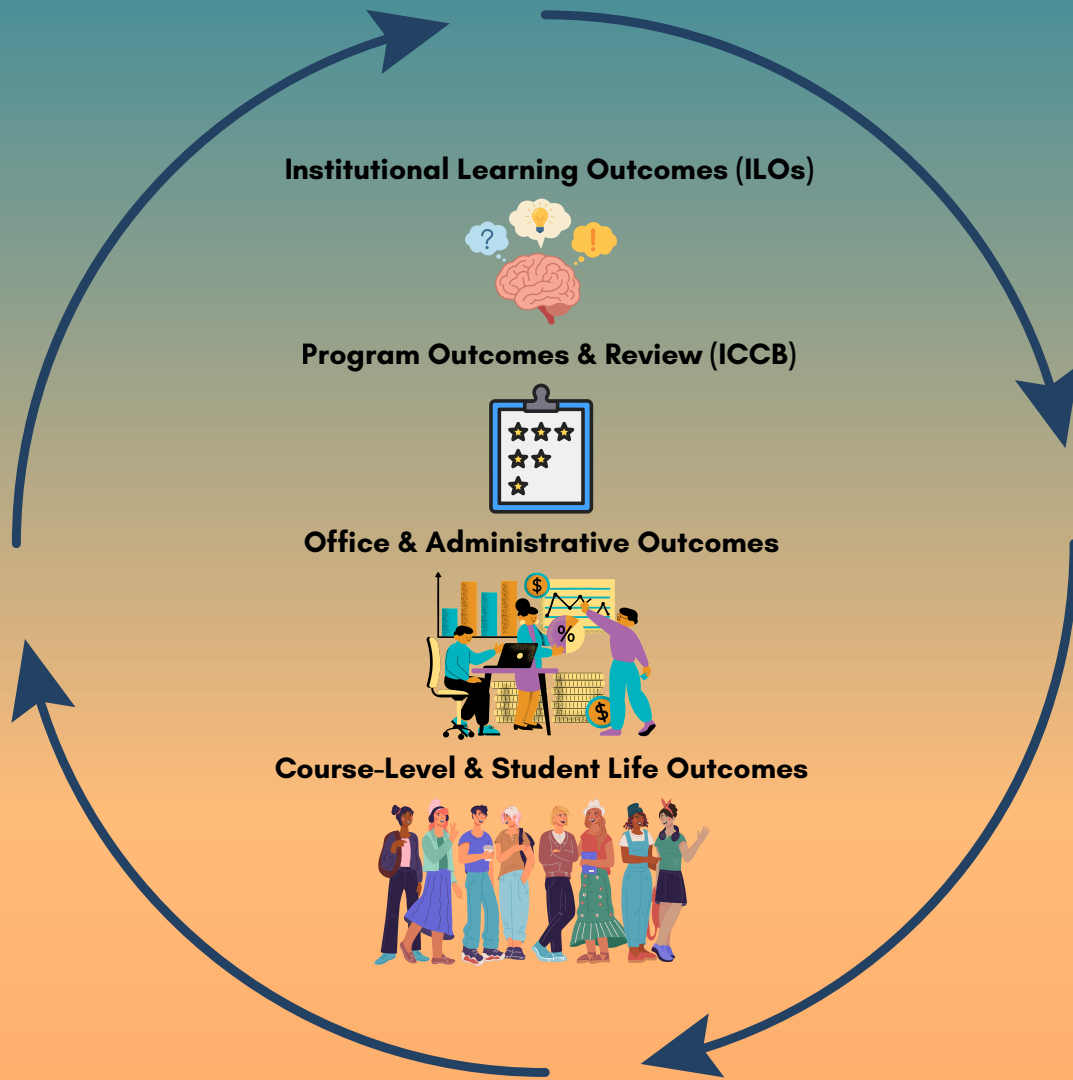 Institutional Learning Outcomes (ILOs)
?
!
Program Outcomes & Review (ICCB)
Office & Administrative Outcomes
$
%
$
Course-Level & Student Life Outcomes